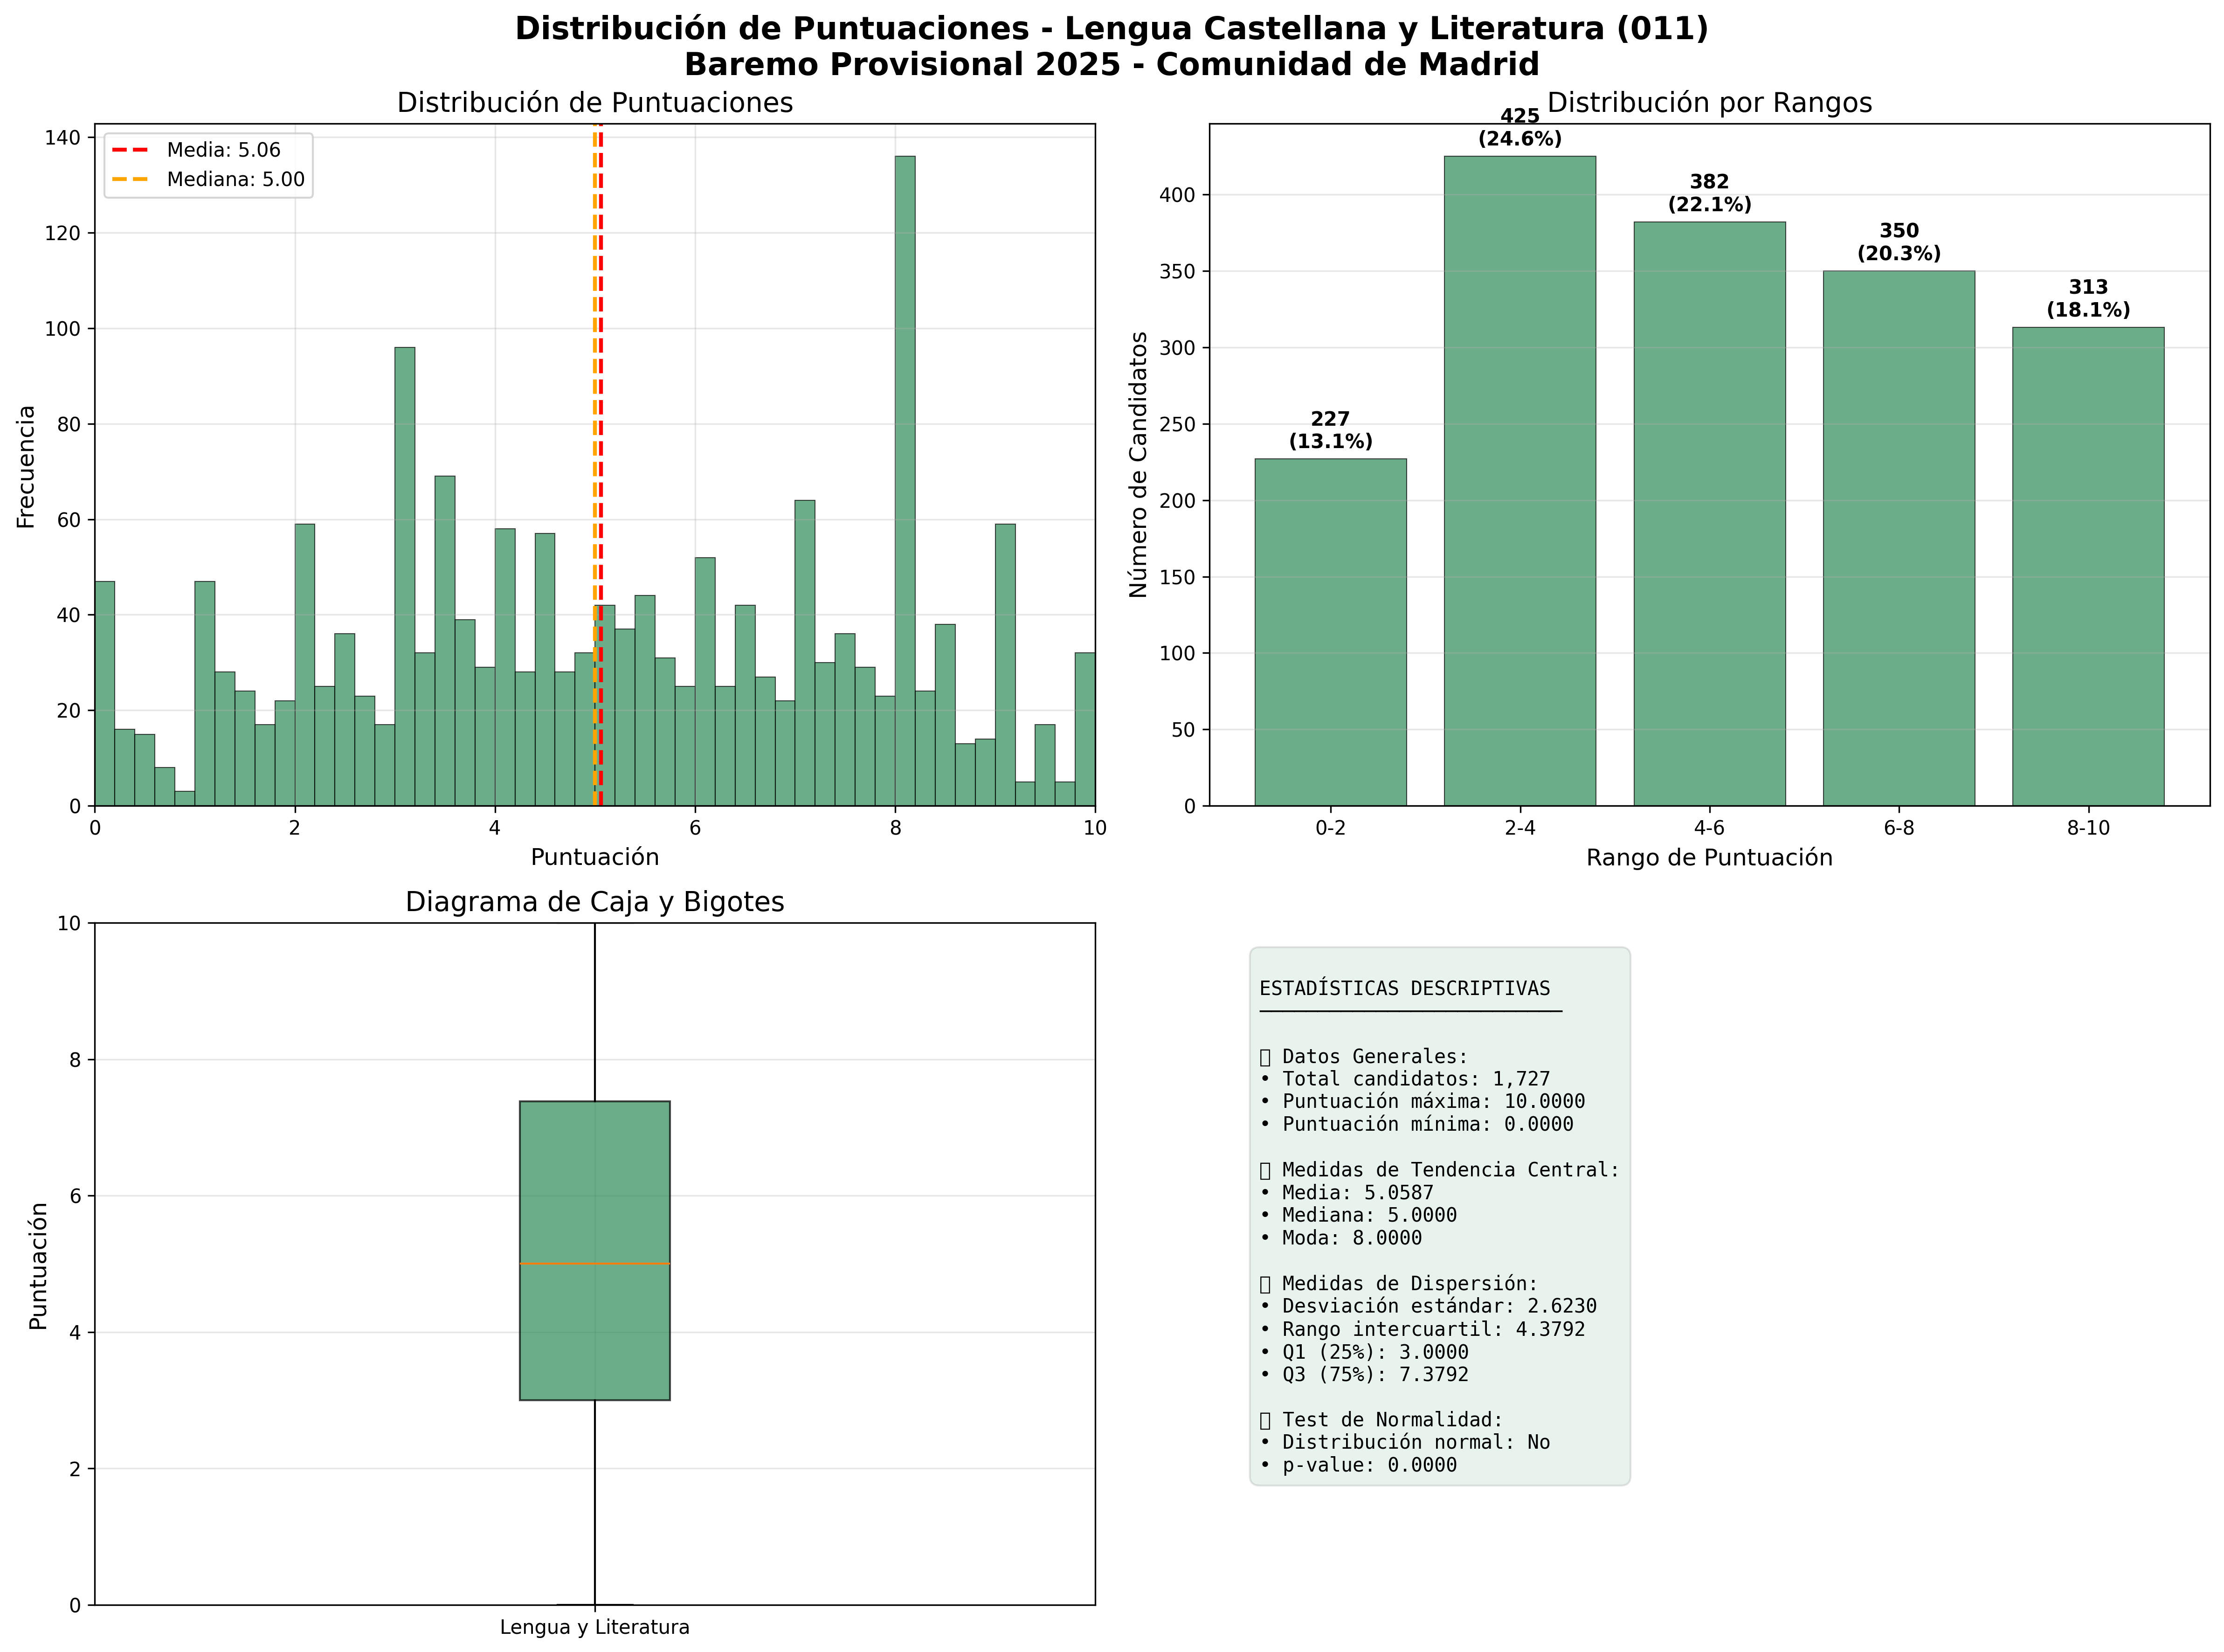 Distribución de Puntuaciones - Lengua Castellana y Literatura (011)
Baremo Provisional 2025 - Comunidad de Madrid
Distribución de Puntuaciones
Media: 5.06
Mediana: 5.00
Frecuencia
140
120
100
80
60
40
20
0
0 2 4 6 8 10
Puntuación
Distribución por Rangos
Número de Candidatos
400
350
300
250
200
150
100
50
0
227
(13.1%)
425
(24.6%)
382
(22.1%)
350
(20.3%)
313
(18.1%)
0-2 2-4 4-6 6-8 8-10
Rango de Puntuación
Diagrama de Caja y Bigotes
Puntuación
10
8
6
4
2
0
Lengua y Literatura
ESTADÍSTICAS DESCRIPTIVAS
Datos Generales:
• Total candidatos: 1,727
• Puntuación máxima: 10.0000
• Puntuación mínima: 0.0000
Medidas de Tendencia Central:
• Media: 5.0587
• Mediana: 5.0000
• Moda: 8.0000
Medidas de Dispersión:
• Desviación estándar: 2.6230
• Rango intercuartil: 4.3792
• Q1 (25%): 3.0000
• Q3 (75%): 7.3792
Test de Normalidad:
• Distribución normal: No
• p-value: 0.0000